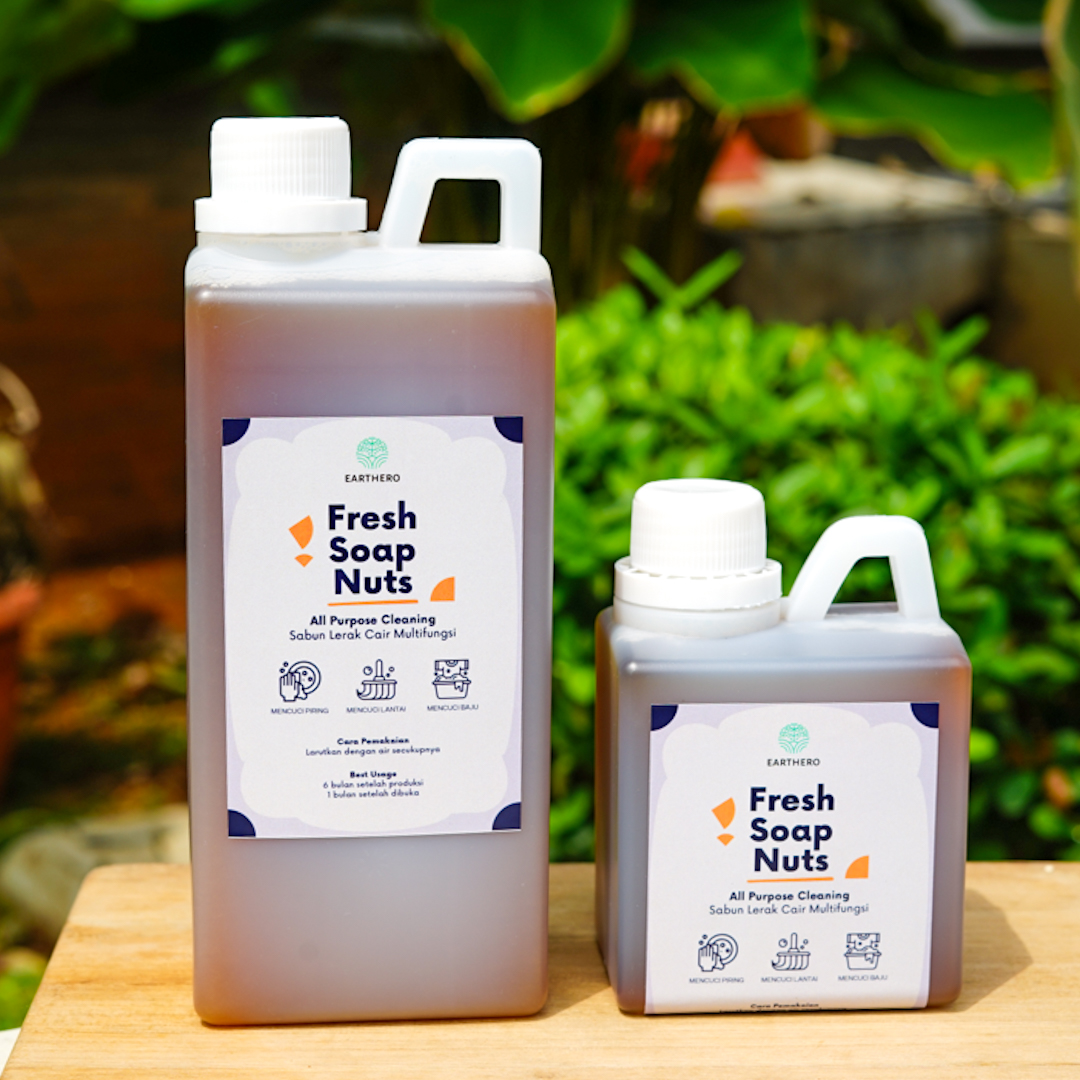 EARTHERO
Fresh
Soap
Nuts
All Purpose Cleaning
Sabun Lerak Cair Multifungsi
MENCUCI PIRING
MENCUCI LANTAI
MENCUCI BAJU
Cara Pemakaian
Larutkan dengan air secukupnya
Best Usage
6 bulan setelah produksi
1 bulan setelah dibuka
EARTHERO
Fresh
Soap
Nuts
All Purpose Cleaning
Sabun Lerak Cair Multifungsi
MENCUCI PIRING
MENCUCI LANTAI
MENCUCI BAJU
Cara Pemakaian